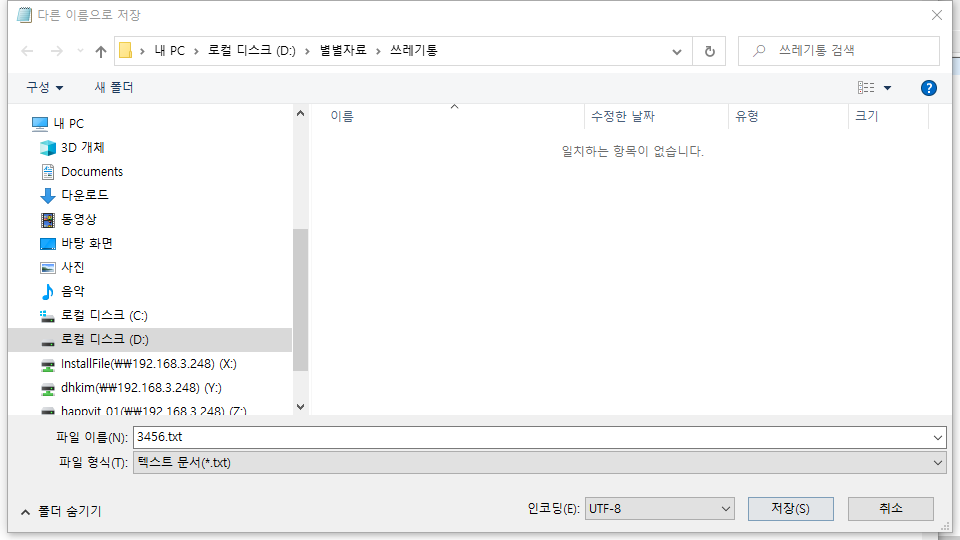 다른 이름으로 저장
내 PC > 로컬 디스크 (D:) > 별별자료 > 쓰레기통
쓰레기통 검색
구성
새 폴더
이름
수정한 날짜
유형
크기
일치하는 항목이 없습니다.
내 PC
3D 개체
Documents
다운로드
동영상
바탕 화면
사진
음악
로컬 디스크 (C:)
로컬 디스크 (D:)
InstallFile(₩₩192.168.3.248) (X:)
dhkim(₩₩192.168.3.248) (Y:)
happyit_01(₩₩192.168.3.248) (Z:)
파일 이름(N): 3456.txt
파일 형식(T): 텍스트 문서(*.txt)
폴더 숨기기
인코딩(E): UTF-8
저장(S)
취소